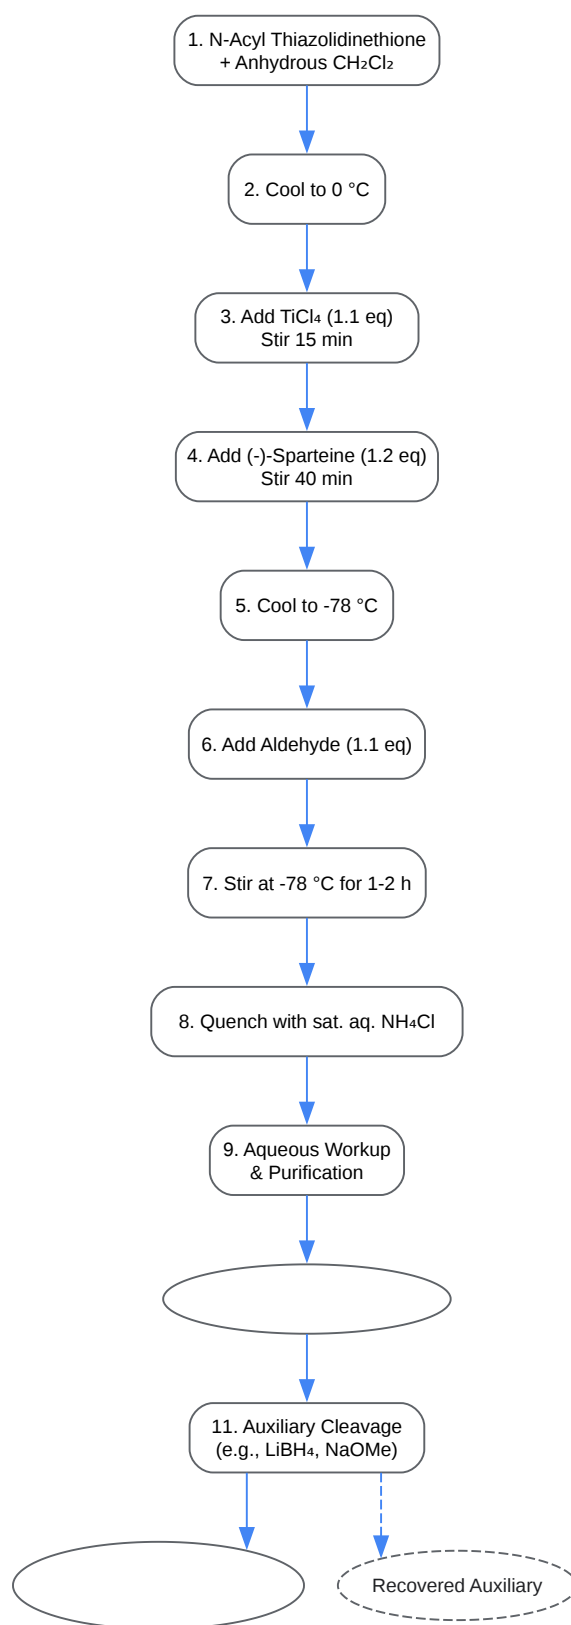 1. N-Acyl Thiazolidinethione
+ Anhydrous CH₂Cl₂
2. Cool to 0 °C
3. Add TiCl₄ (1.1 eq)
Stir 15 min
4. Add (-)-Sparteine (1.2 eq)
Stir 40 min
5. Cool to -78 °C
6. Add Aldehyde (1.1 eq)
7. Stir at -78 °C for 1-2 h
8. Quench with sat. aq. NH₄Cl
9. Aqueous Workup
& Purification
11. Auxiliary Cleavage
(e.g., LiBH₄, NaOMe)
Recovered Auxiliary